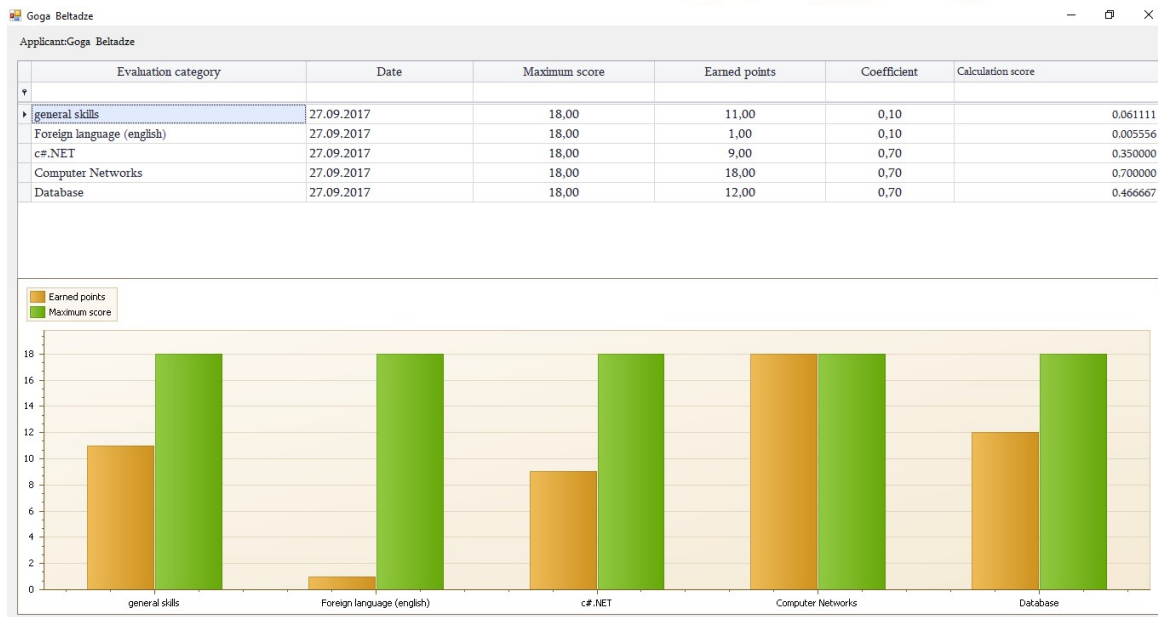 Goga Beltadze
Applicant:Goga Beltadze
Evaluation category Date Maximum score Earned points Coefficient Calculation score
general skills 27.09.2017 18,00 11,00 0,10 0.061111
Foreign language (english) 27.09.2017 18,00 1,00 0,10 0.005556
c#.NET 27.09.2017 18,00 9,00 0,70 0.350000
Computer Networks 27.09.2017 18,00 18,00 0,70 0.700000
Database 27.09.2017 18,00 12,00 0,70 0.466667
Earned points
Maximum score
18
16
14
12
10
8
6
4
2
0
general skills Foreign language (english) c#.NET Computer Networks Database